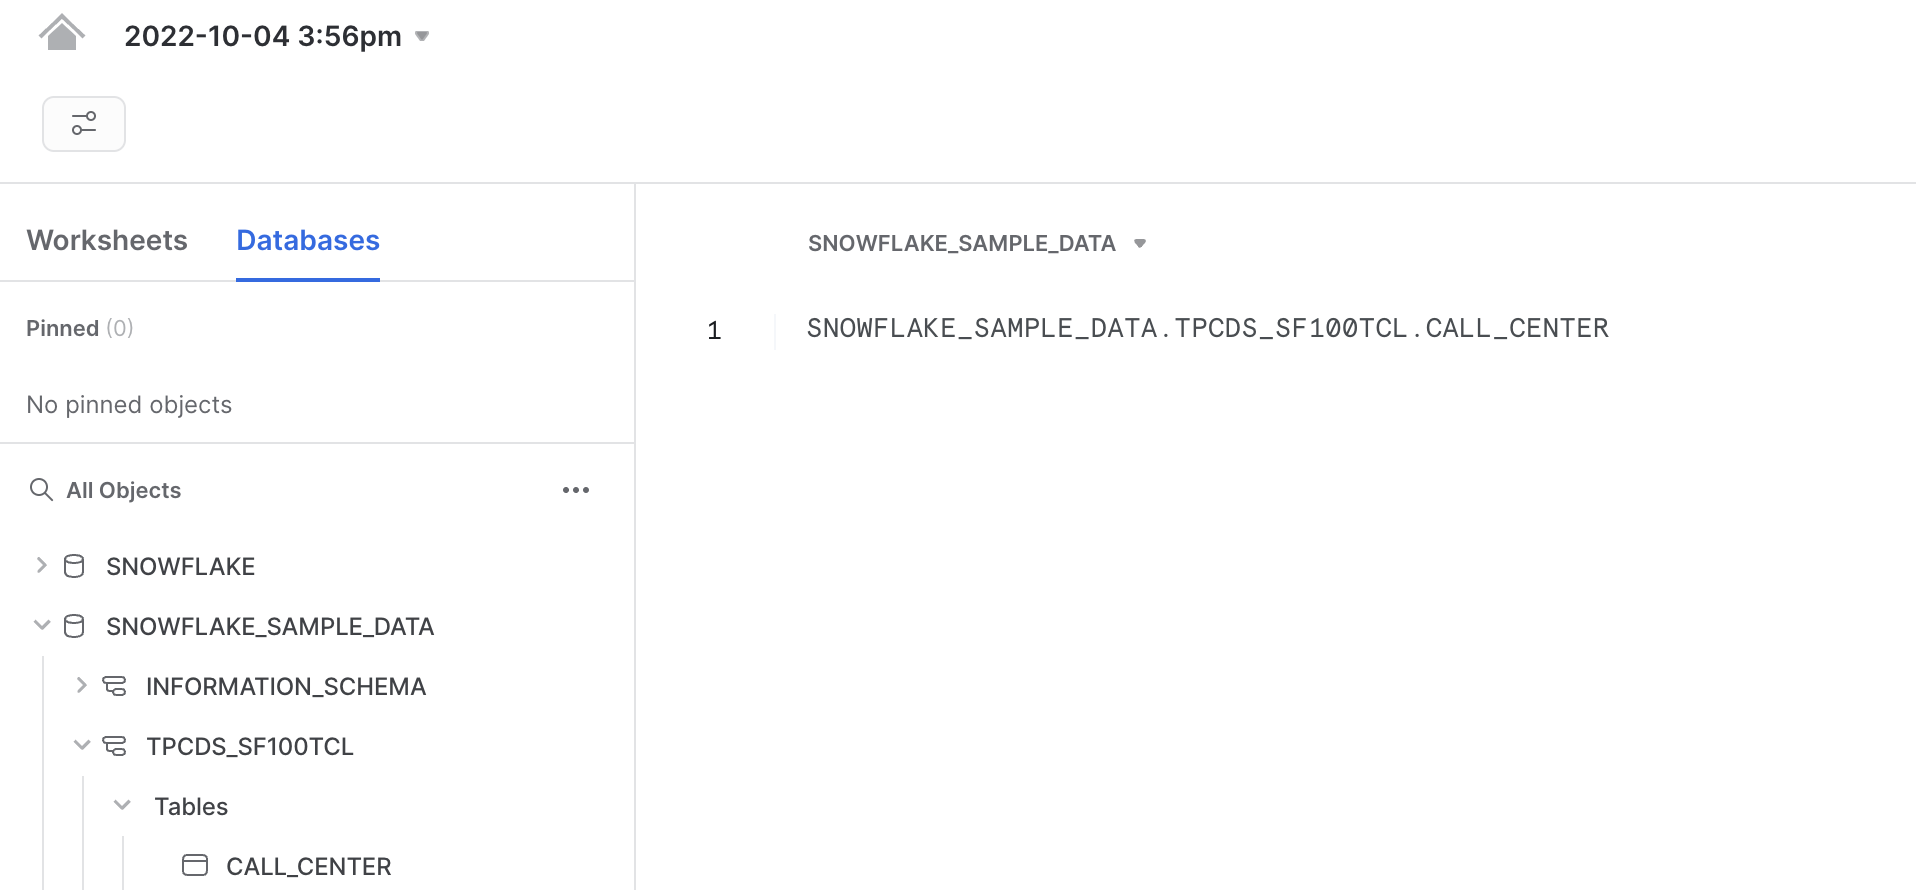 2022-10-04 3:56pm
Worksheets Databases
Pinned (0)
No pinned objects
All Objects
SNOWFLAKE
SNOWFLAKE_SAMPLE_DATA
INFORMATION_SCHEMA
TPCDS_SF100TCL
Tables
CALL_CENTER
SNOWFLAKE_SAMPLE_DATA
1 SNOWFLAKE_SAMPLE_DATA.TPCDS_SF100TCL.CALL_CENTER